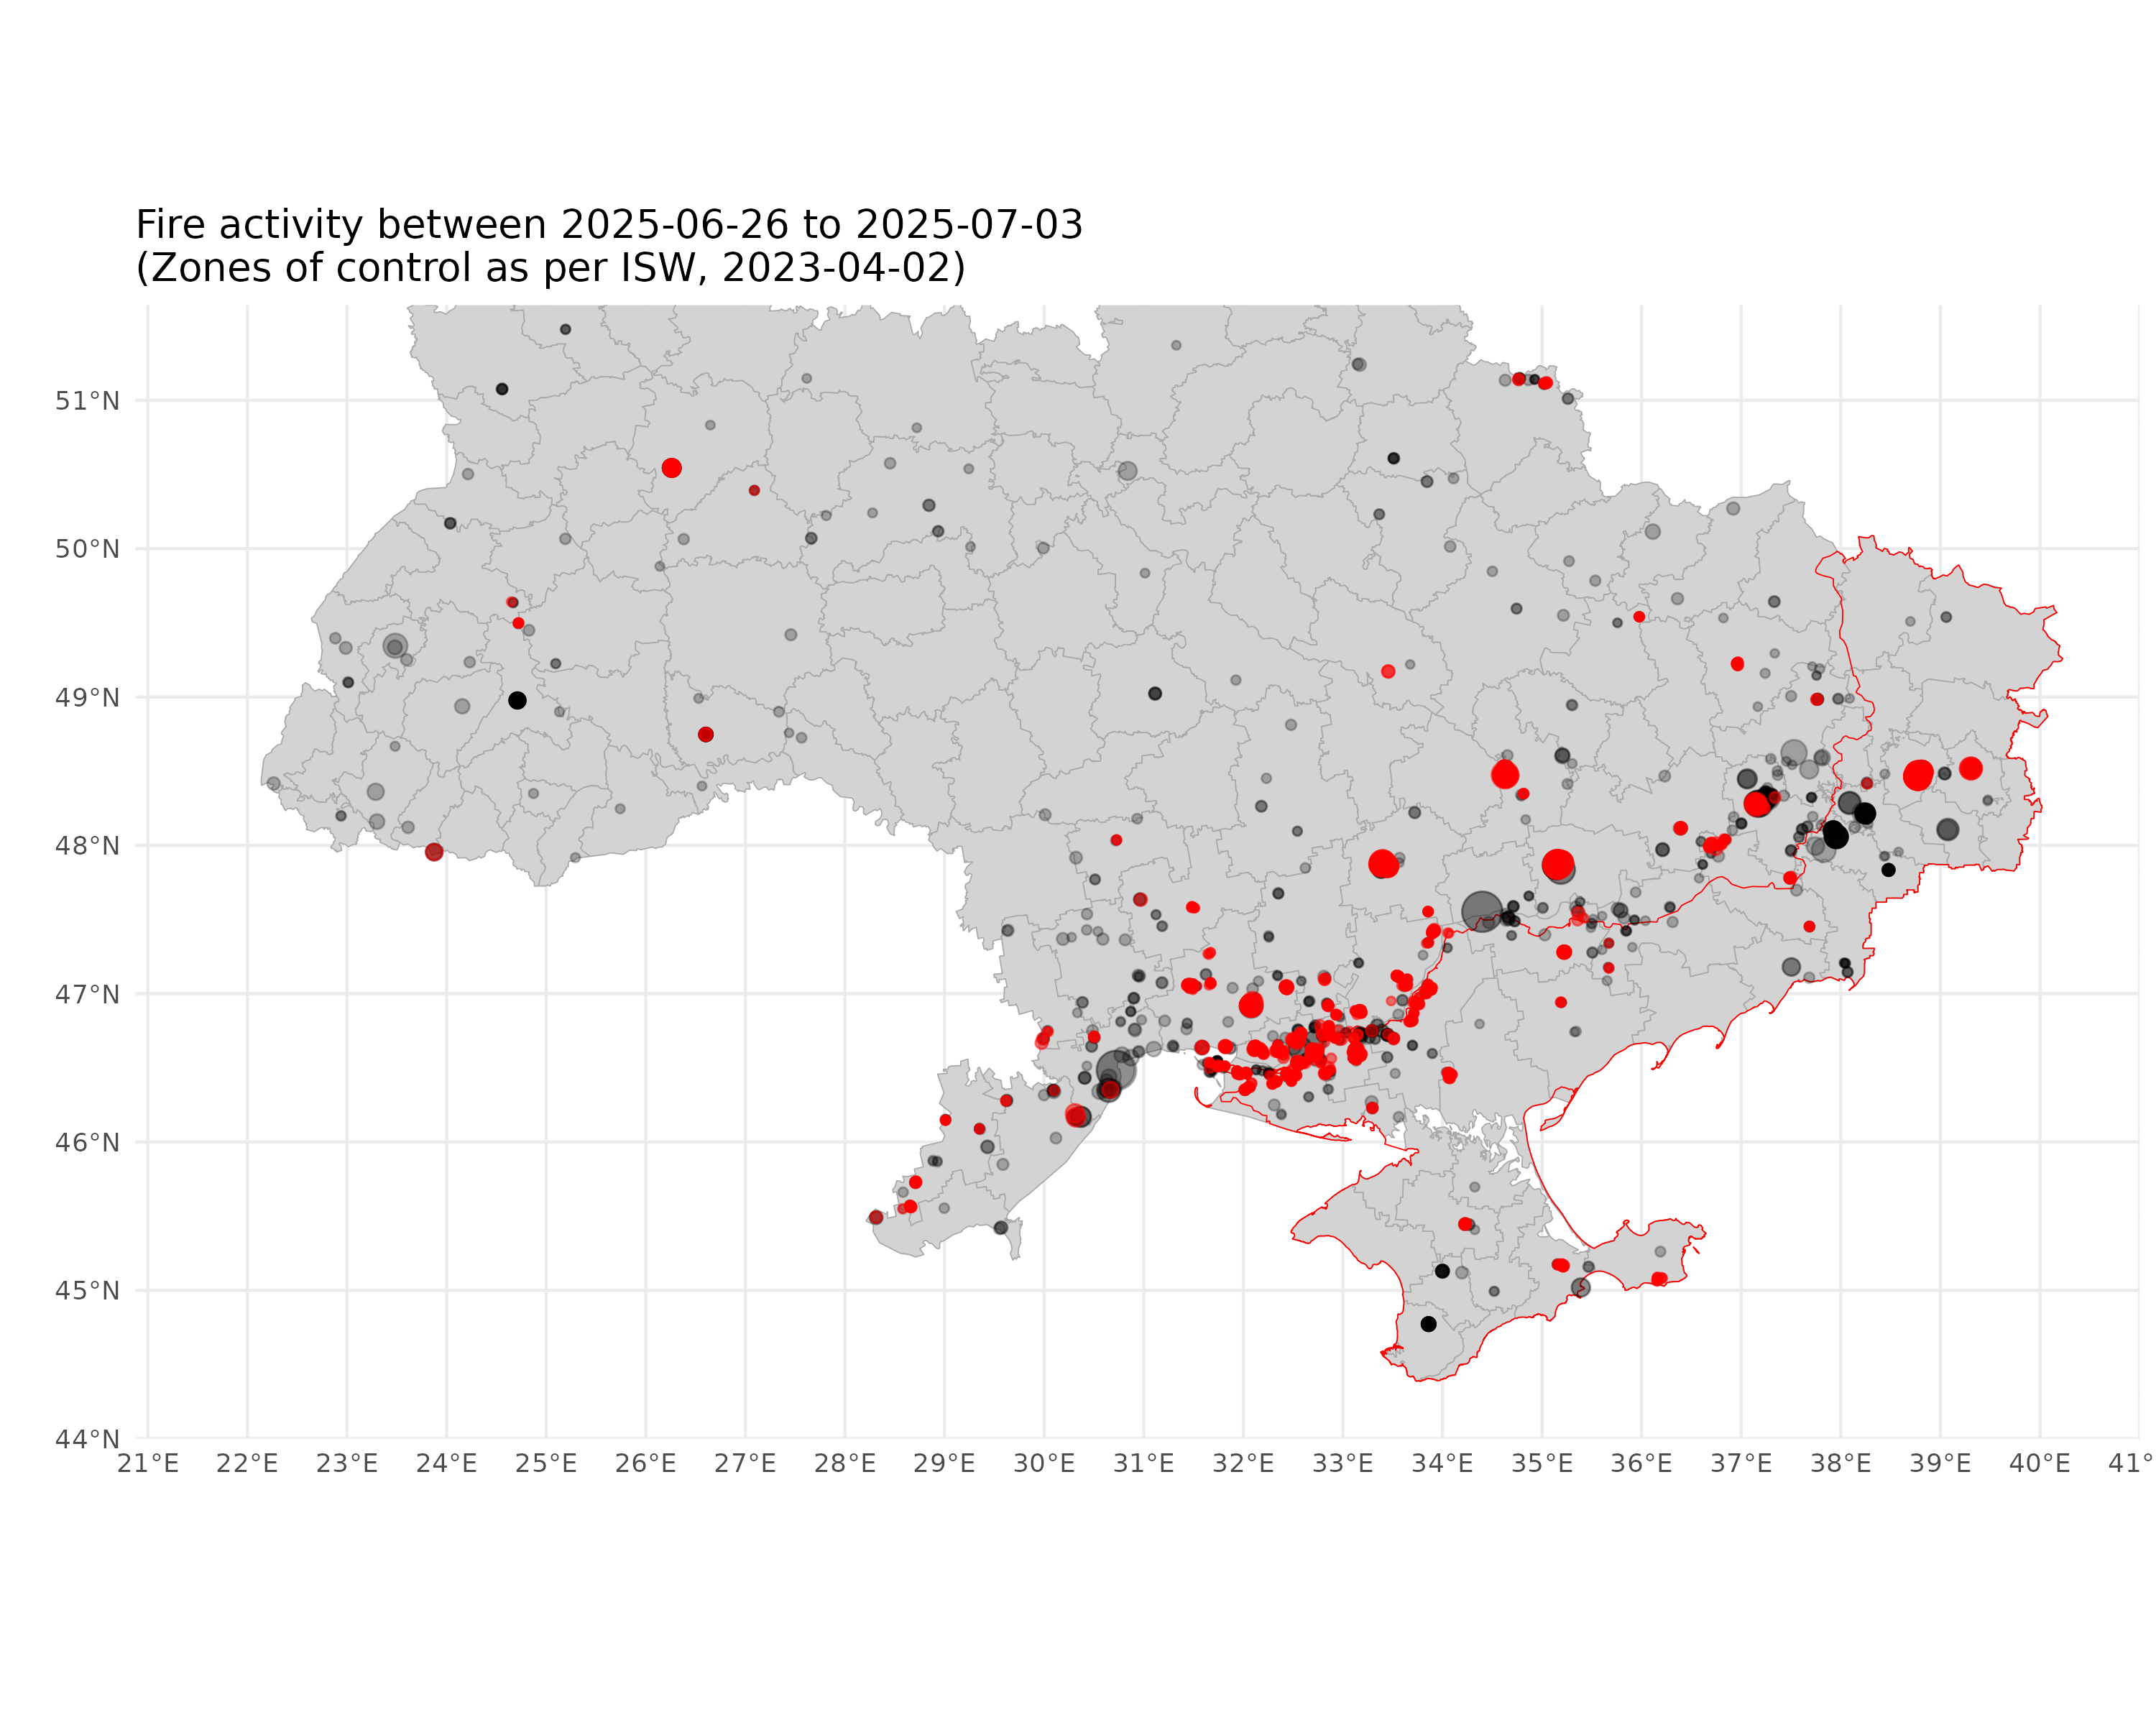 Fire activity between 2025-06-26 to 2025-07-03
(Zones of control as per ISW, 2023-04-02)
51°N
50°N
49°N
48°N
47°N
46°N
45°N
44°N
21°E 22°E 23°E 24°E 25°E 26°E 27°E 28°E 29°E 30°E 31°E 32°E 33°E 34°E 35°E 36°E 37°E 38°E 39°E 40°E 41°